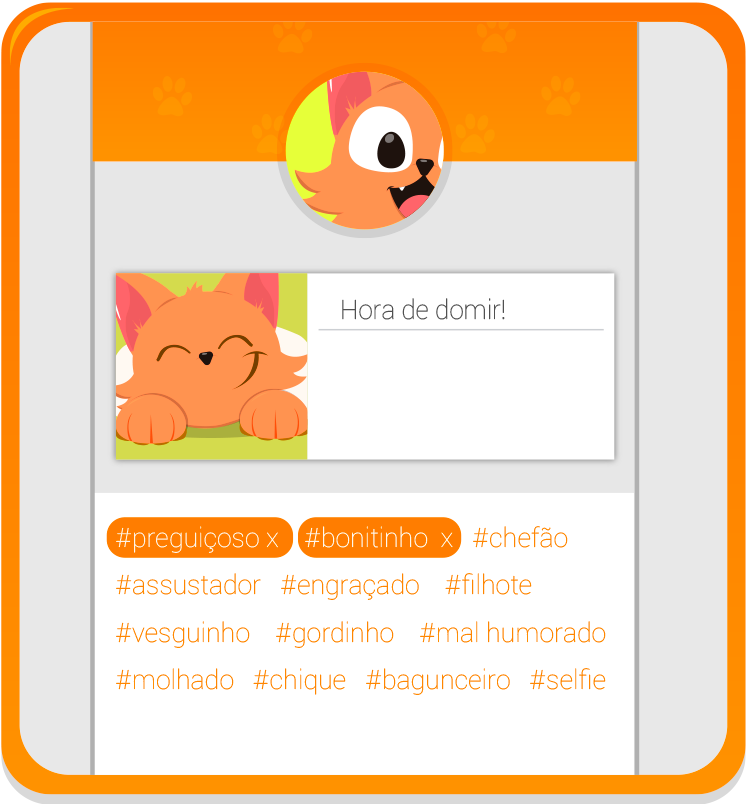 Hora de domir!
#preguiçoso x #bonitinho x #chefão
#assustador #engraçado #filhote
#vesguinho #gordinho #mal humorado
#molhado #chique #bagunceiro #selfie